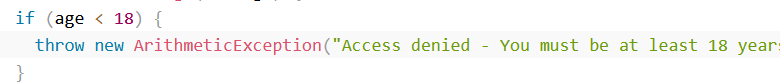 if (age < 18) {
throw new ArithmeticException("Access denied - You must be at least 18 years
}